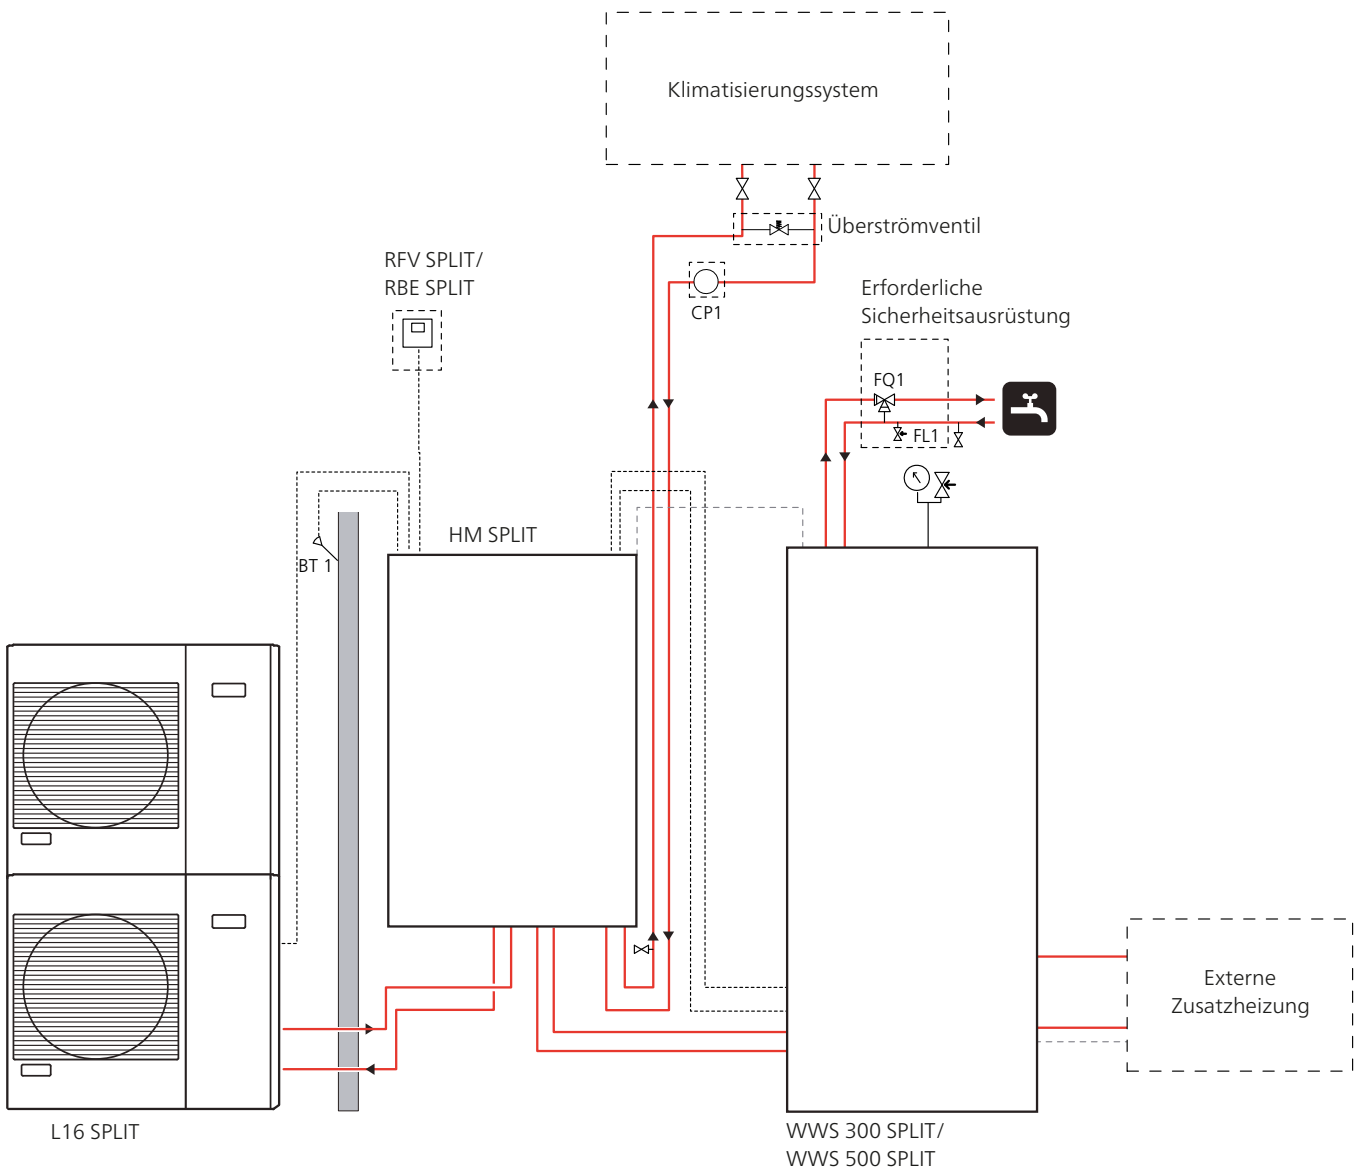 Klimatisierungssystem
Überströmventil
RFV SPLIT/
RBE SPLIT
CP1
Erforderliche
Sicherheitsausrüstung
FQ1
FL1
HM SPLIT
BT 1
Externe
Zusatzheizung
L16 SPLIT
WWS 300 SPLIT/
WWS 500 SPLIT